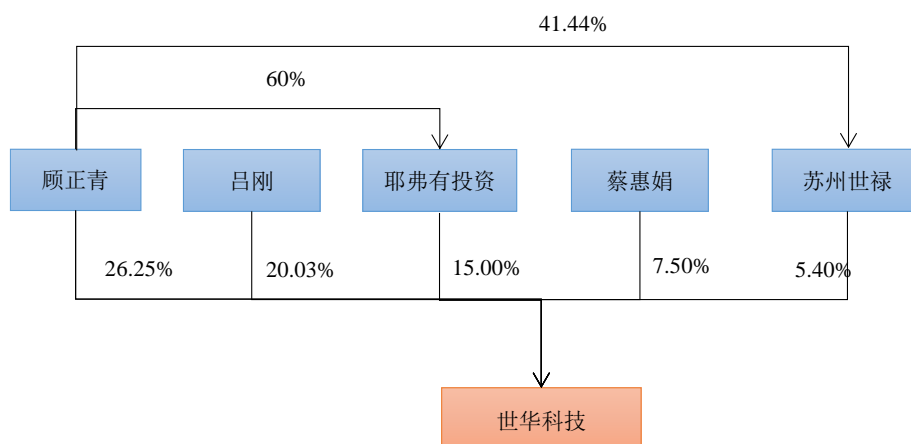 41.44%
60%
顾正青
吕刚
耶弗有投资
蔡惠娟
苏州世禄
26.25%
20.03%
15.00%
7.50%
5.40%
世华科技